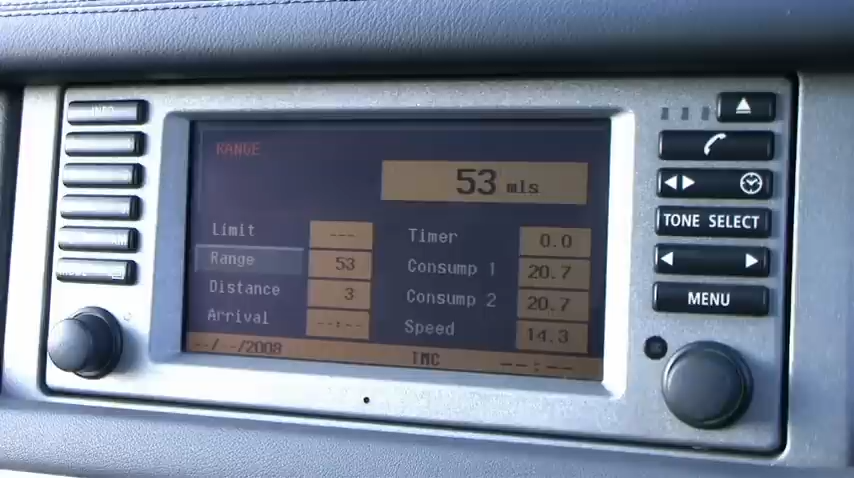 RANGE
53 mls
Limit ---
Range 53
Distance 3
Arrival --:--
Timer 0.0
Consump 1 20.7
Consump 2 20.7
Speed 14.3
--/--/2008 TMC --:--
TONE SELECT
MENU